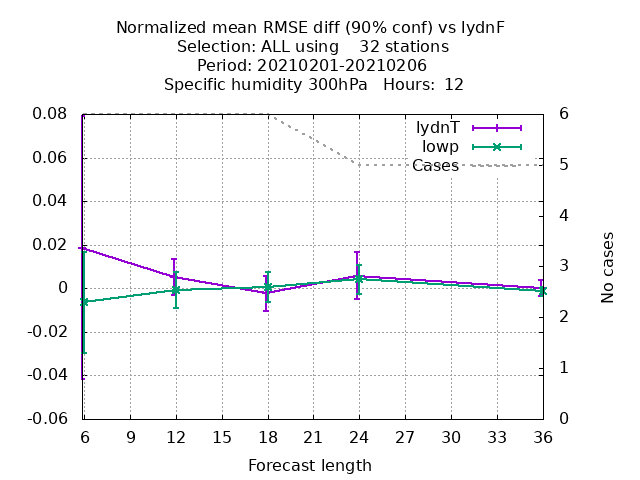 Normalized mean RMSE diff (90% conf) vs lydnF
Selection: ALL using    32 stations
Period: 20210201-20210206
Specific humidity 300hPa   Hours:  12
0.08
0.06
0.04
0.02
0
-0.02
-0.04
-0.06
6
5
4
3
2
1
0
No cases
lydnT
lowp
Cases
6 9 12 15 18 21 24 27 30 33 36
Forecast length